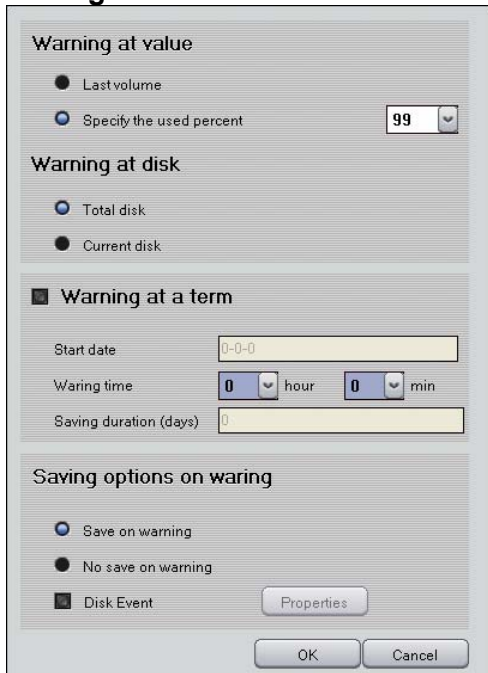 Warning at value
Last volume
Specify the used percent 99
Warning at disk
Total disk
Current disk
Warning at a term
Start date 0-0-0
Waring time 0 hour 0 min
Saving duration (days) 0
Saving options on waring
Save on warning
No save on warning
Disk Event Properties
OK Cancel